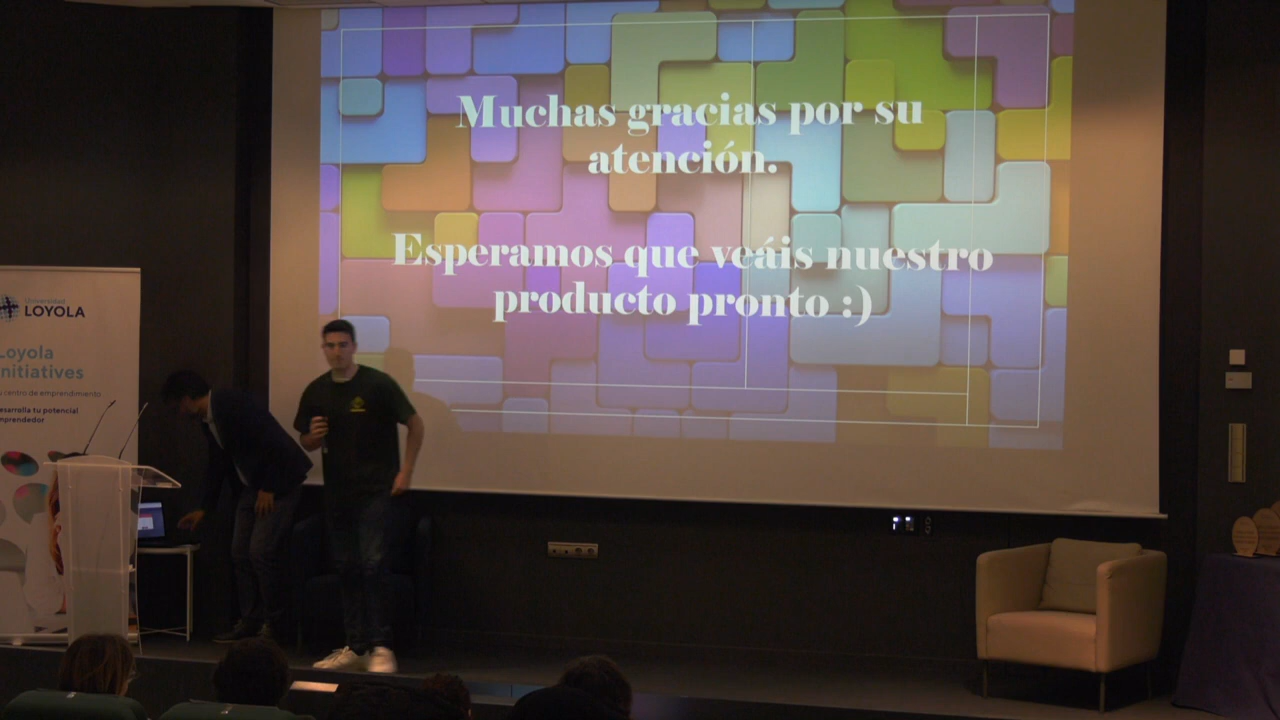 Muchas gracias por su
atención.
Esperamos que veáis nuestro
producto pronto :)
Universidad
LOYOLA
Loyola
initiatives
u centro de emprendimiento
esarrolla tu potencial
mprendedor